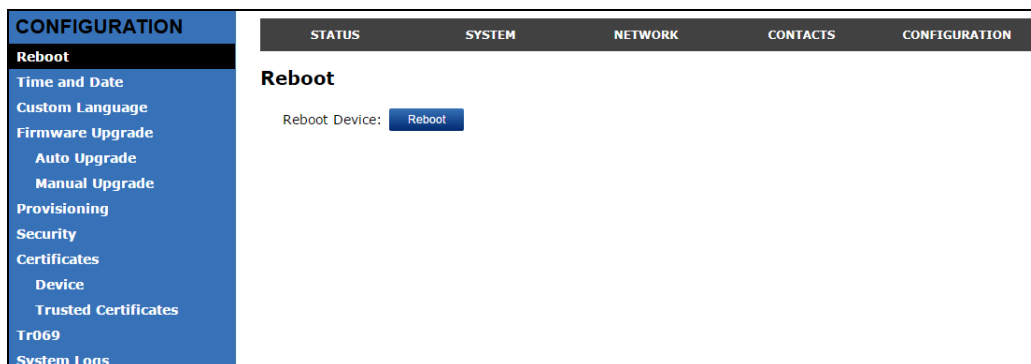 CONFIGURATION
Reboot
Time and Date
Custom Language
Firmware Upgrade
Auto Upgrade
Manual Upgrade
Provisioning
Security
Certificates
Device
Trusted Certificates
Tr069
System Logs
STATUS SYSTEM NETWORK CONTACTS CONFIGURATION
Reboot
Reboot Device: Reboot